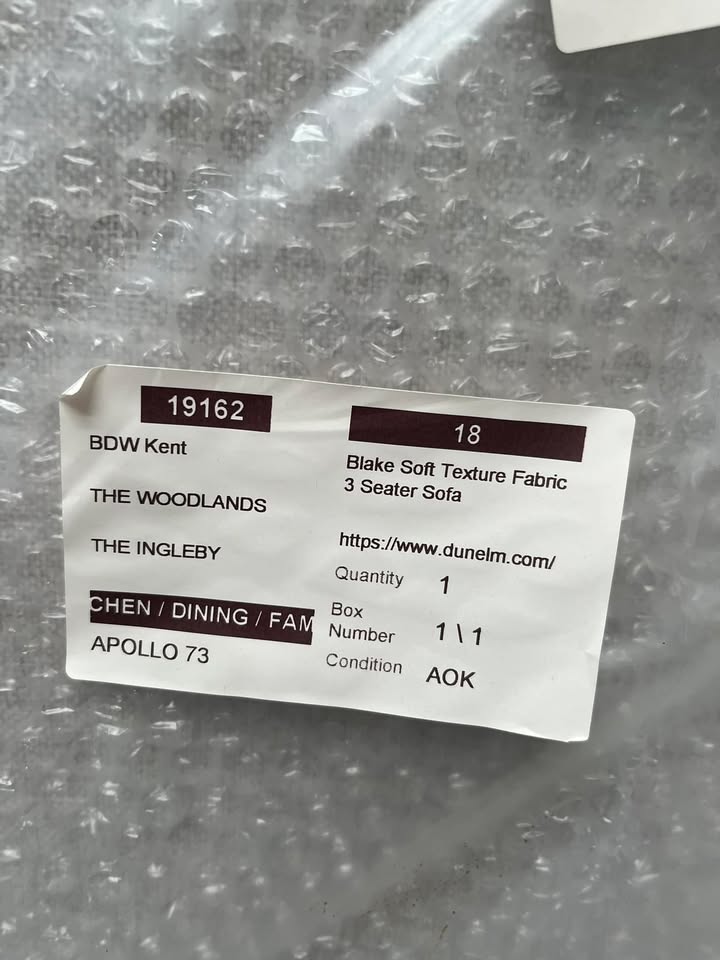 19162
BDW Kent
THE WOODLANDS
THE INGLEBY
CHEN / DINING / FAM
APOLLO 73
18
Blake Soft Texture Fabric
3 Seater Sofa
https://www.dunelm.com/
Quantity 1
Box
Number 1 \ 1
Condition AOK